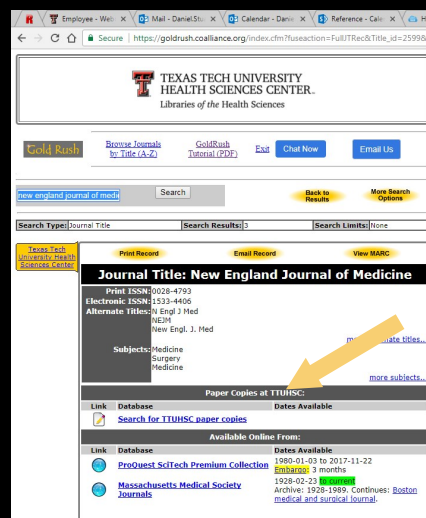 Employee - Web
Mail - Daniel.St
Calendar - Danie
Reference - Cale
Secure | https://goldrush.coalliance.org/index.cfm?fuseaction=FullJTRec&Title_id=2599&
TEXAS TECH UNIVERSITY
HEALTH SCIENCES CENTER.
Libraries of the Health Sciences
Gold Rush
Browse Journals
by Title (A-Z)
GoldRush
Tutorial (PDF)
Exit
Chat Now
Email Us
new england journal of medi
Search
Back to
Results
More Search
Options
Search Type: Journal Title
Search Results: 3
Search Limits: None
Texas Tech
University Health
Sciences Center
Print Record
Email Record
View MARC
Journal Title: New England Journal of Medicine
Print ISSN: 0028-4793
Electronic ISSN: 1533-4406
Alternate Titles: N Engl J Med
NEJM
New Engl. J. Med
titles..
Subjects: Medicine
Surgery
Medicine
more subjects..
Paper Copies at TTUHSC:
Link Database Dates Available
Search for TTUHSC paper copies
Available Online From:
Link Database Dates Available
ProQuest SciTech Premium Collection
1980-01-03 to 2017-11-22
Embargo: 3 months
Massachusetts Medical Society
Journals
1928-02-23 to current
Archive: 1928-1989. Continues: Boston
medical and surgical journal.